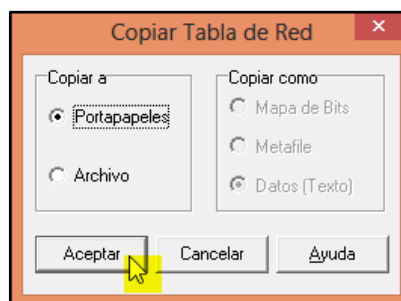 Copiar Tabla de Red
Copiar a
Portapapeles
Archivo
Copiar como
Mapa de Bits
Metafile
Datos (Texto)
Aceptar
Cancelar
Ayuda